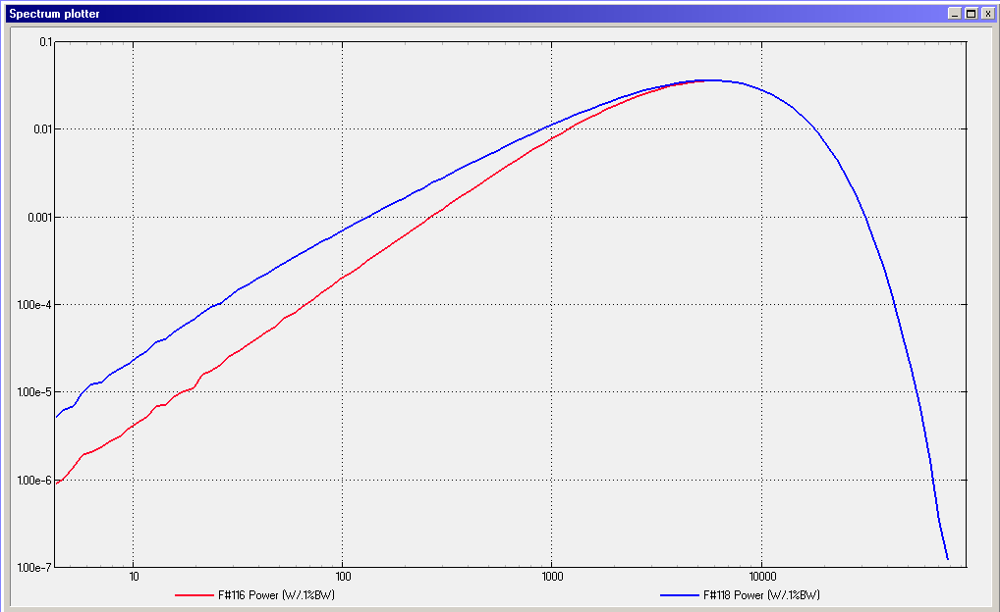 Spectrum plotter
0.1
0.01
0.001
1.00e-4
1.00e-5
1.00e-6
1.00e-7
10 100 1000 10000
F#116 Power (W/.1%BW) F#118 Power (W/.1%BW)